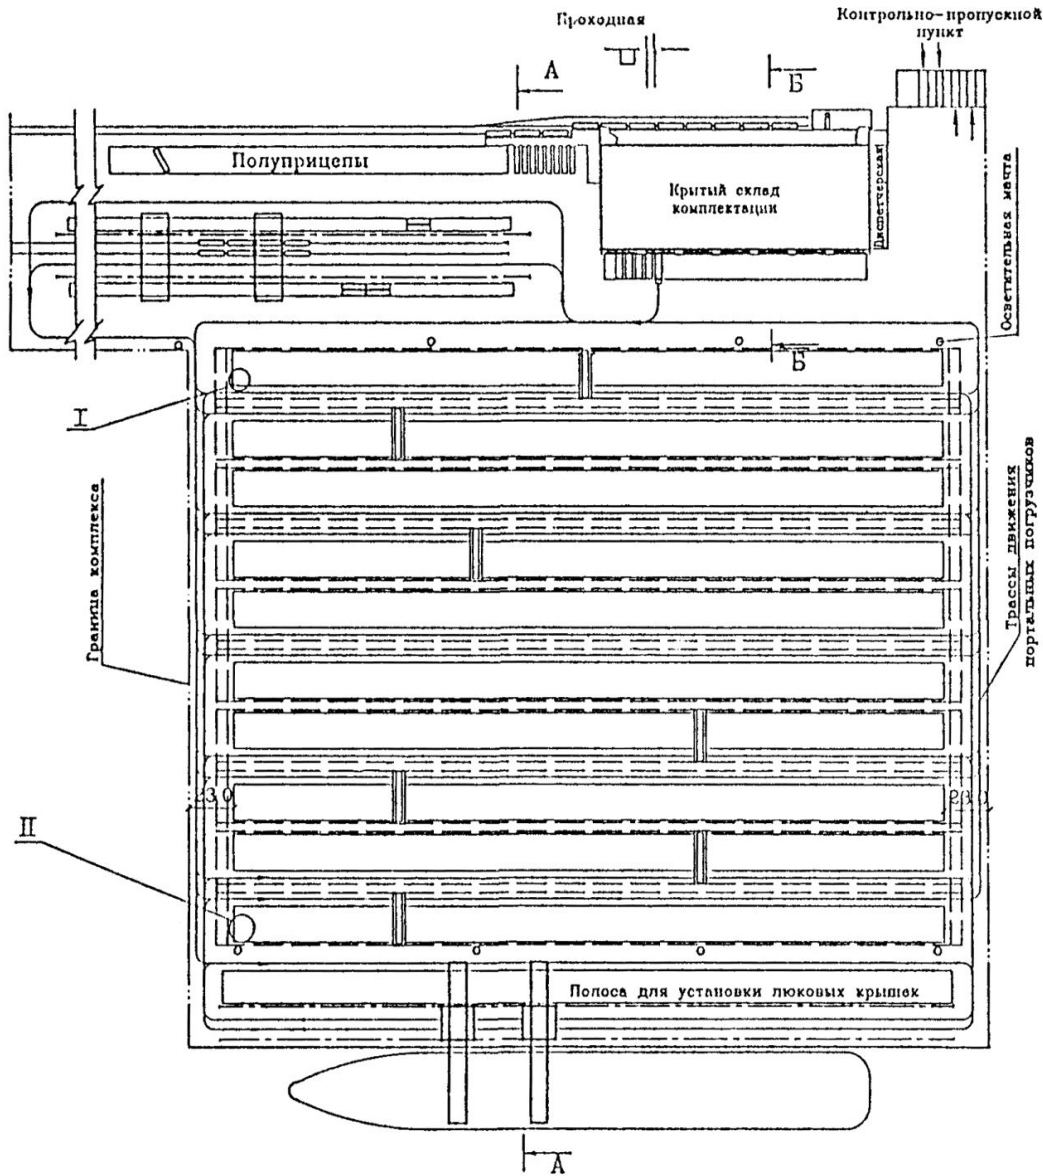 Проходная
Контрольно-пропускной
пункт
А
Б
Полуприцепы
Крытый склад
комплектации
Диспетчерская
Осветительная мачта
Б
I
Граница комплекса
Трассы движения
портальных погрузчиков
II
Полоса для установки люковых крышек
А